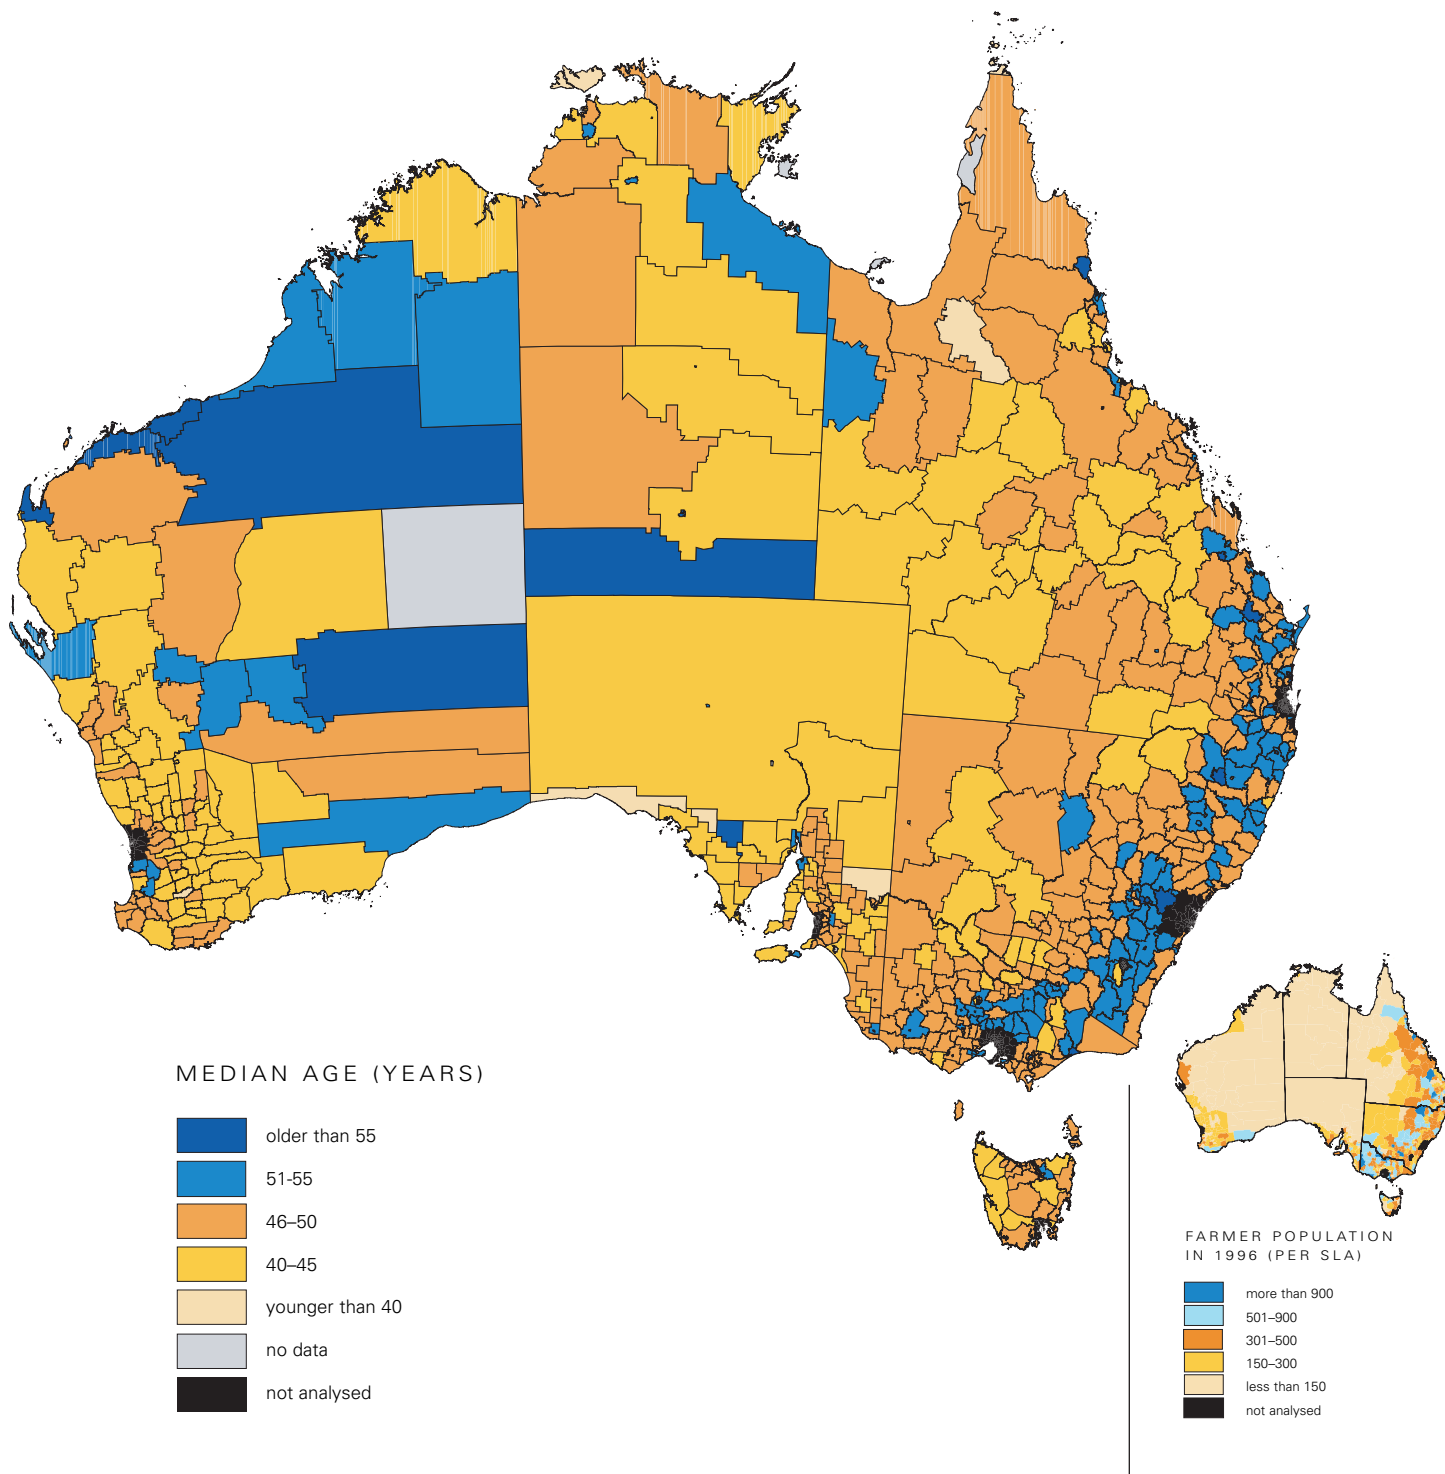 MEDIAN AGE (YEARS)
older than 55
51-55
46–50
40–45
younger than 40
no data
not analysed
FARMER POPULATION
IN 1996 (PER SLA)
more than 900
501–900
301–500
150–300
less than 150
not analysed